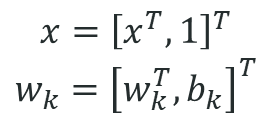 x = [x^T, 1]^T
w_k = [w_k^T, b_k]^T